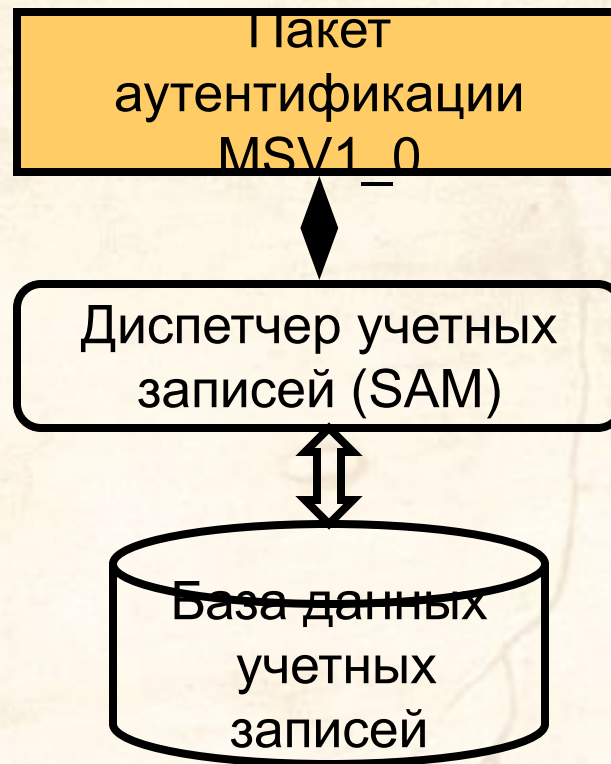 Пакет
аутентификации
MSV1_0
Диспетчер учетных
записей (SAM)
База данных
учетных
записей